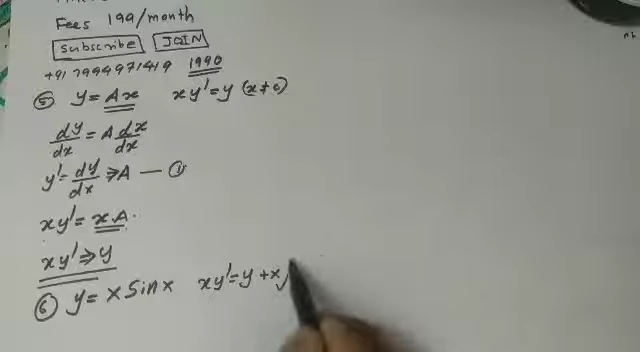 Fees 199/month
Subscribe JOIN
+91 7994971419 1990
⑤ y = Ax xy' = y (x≠0)
dy/dx = A dx/dx
y' = dy/dx ⇒ A — ①
xy' = x A.
xy' ⇒ y
⑥ y = x Sin x xy' = y + x